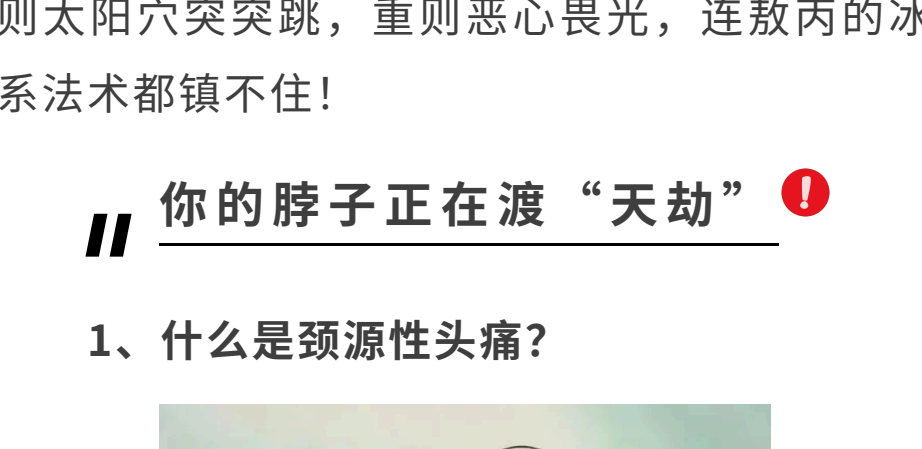 则太阳穴突突跳，重则恶心畏光，连敖丙的冰
系法术都镇不住！
你的脖子正在渡“天劫”
1、什么是颈源性头痛？